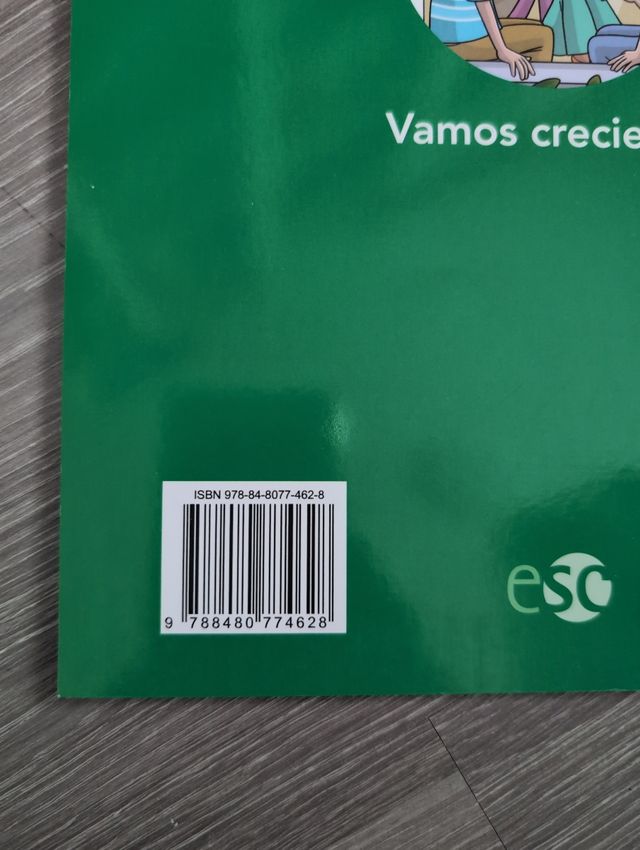 Vamos crecie
ISBN 978-84-8077-462-8
9 788480 774628
esc